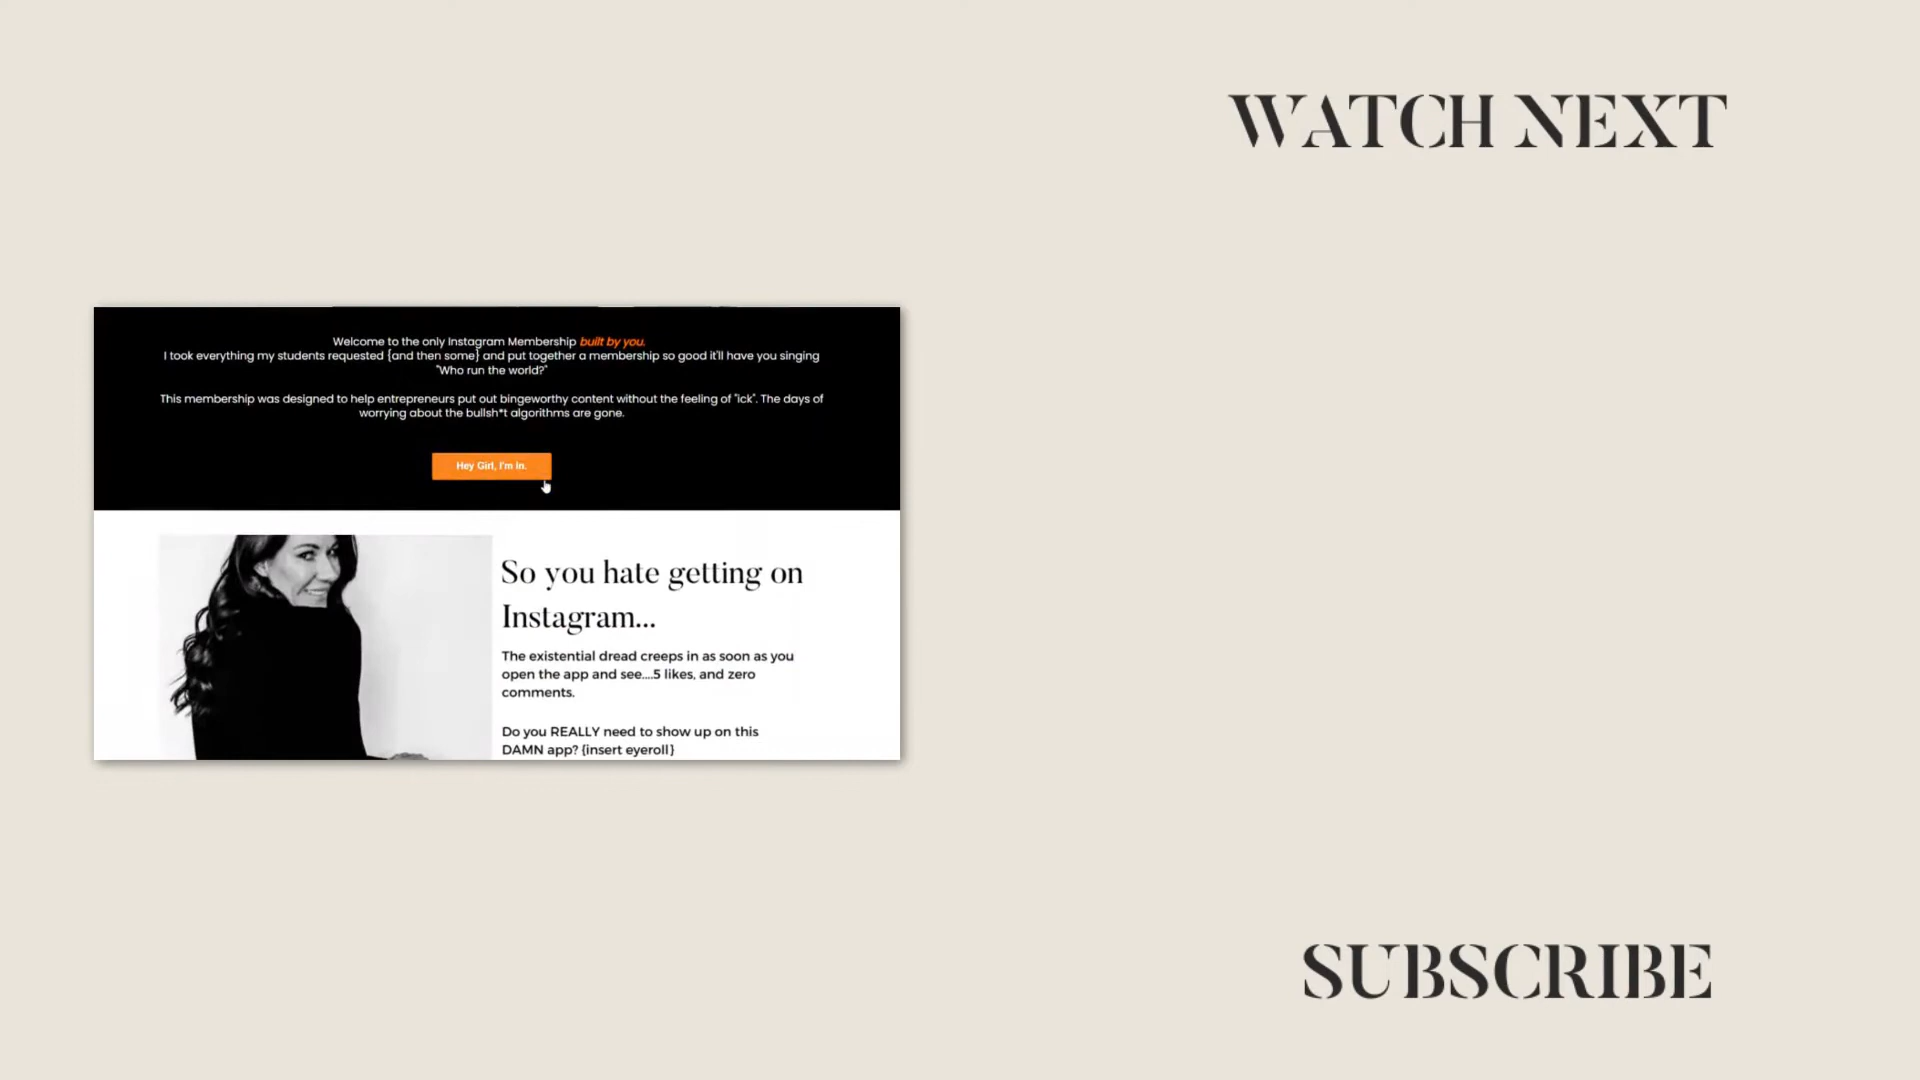 WATCH NEXT
Welcome to the only Instagram Membership built by you.
I took everything my students requested {and then some} and put together a membership so good it'll have you singing
"Who run the world?"
This membership was designed to help entrepreneurs put out bingeworthy content without the feeling of "ick". The days of
worrying about the bullsh*t algorithms are gone.
Hey Girl, I'm in.
So you hate getting on
Instagram...
The existential dread creeps in as soon as you
open the app and see....5 likes, and zero
comments.
Do you REALLY need to show up on this
DAMN app? {insert eyeroll}
SUBSCRIBE